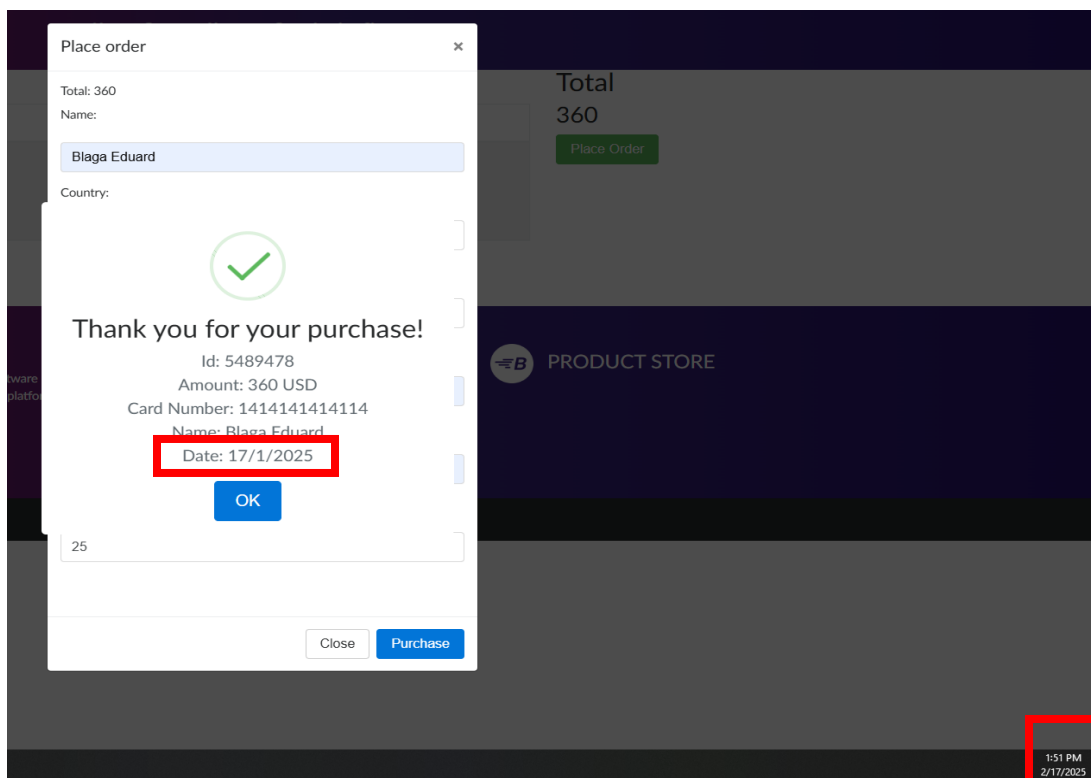 Place order
×
Total: 360
Name:
Blaga Eduard
Country:
Thank you for your purchase!
Id: 5489478
Amount: 360 USD
Card Number: 1414141414114
Name: Blaga Eduard
Date: 17/1/2025
OK
25
Close
Purchase
Total
360
Place Order
tware
platfo
B
PRODUCT STORE
1:51 PM
2/17/2025